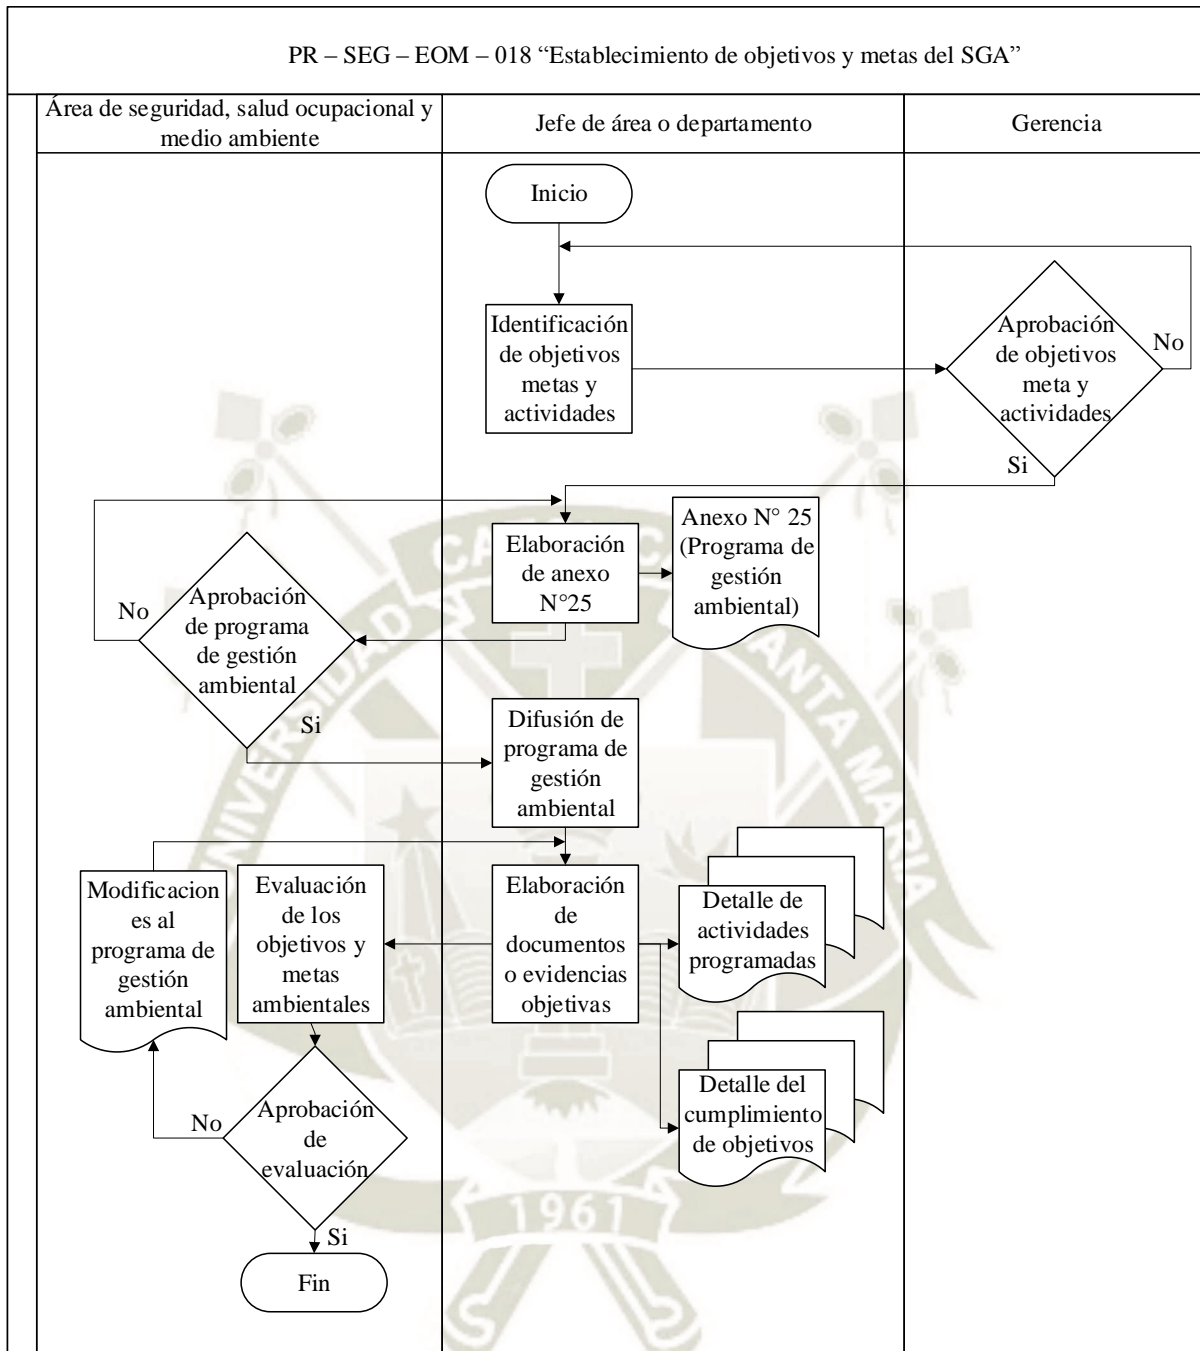 PR – SEG – EOM – 018 “Establecimiento de objetivos y metas del SGA”
Área de seguridad, salud ocupacional y
medio ambiente
Jefe de área o departamento
Gerencia
Inicio
Identificación
de objetivos
metas y
actividades
Aprobación
de objetivos
meta y
actividades
No
Si
Elaboración
de anexo
N°25
Anexo N° 25
(Programa de
gestión
ambiental)
Aprobación
de programa
de gestión
ambiental
No
Si
Difusión de
programa de
gestión
ambiental
Modificacion
es al
programa de
gestión
ambiental
Evaluación
de los
objetivos y
metas
ambientales
Elaboración
de
documentos
o evidencias
objetivas
Detalle de
actividades
programadas
Detalle del
cumplimiento
de objetivos
Aprobación
de
evaluación
No
Si
Fin
1961